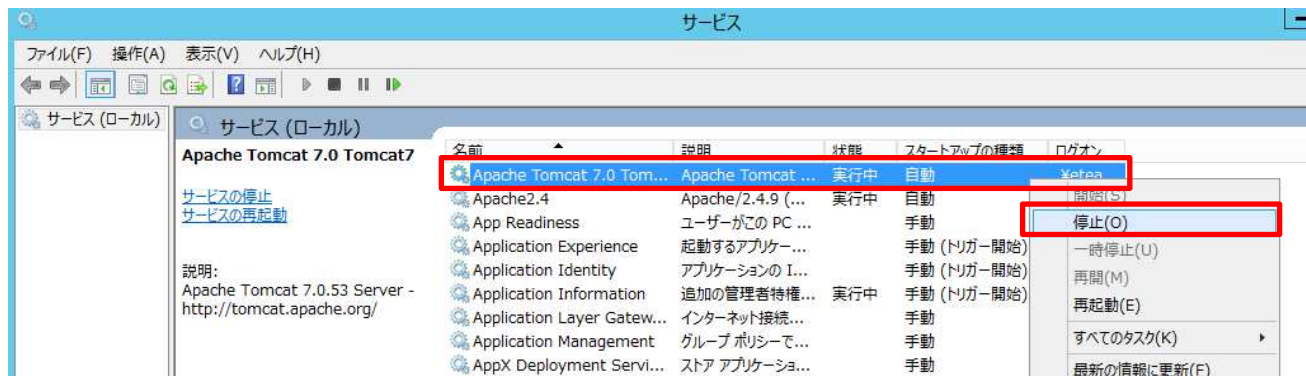 サービス
ファイル(F) 操作(A) 表示(V) ヘルプ(H)
サービス (ローカル)
サービス (ローカル)
Apache Tomcat 7.0 Tomcat7
サービスの停止
サービスの再起動
説明:
Apache Tomcat 7.0.53 Server -
http://tomcat.apache.org/
名前 説明 状態 スタートアップの種類 ログオン
Apache Tomcat 7.0 Tom... Apache Tomcat ... 実行中 自動 ¥etea
Apache2.4 Apache/2.4.9 (... 実行中 自動
App Readiness ユーザーがこの PC ... 手動
Application Experience 起動するアプリケー... 手動 (トリガー開始)
Application Identity アプリケーションの I... 手動 (トリガー開始)
Application Information 追加の管理者特権... 実行中 手動 (トリガー開始)
Application Layer Gatew... インターネット接続... 手動
Application Management グループ ポリシーで... 手動
AppX Deployment Servi... ストア アプリケーショ... 手動
開始(S)
停止(O)
一時停止(U)
再開(M)
再起動(E)
すべてのタスク(K)
最新の情報に更新(F)